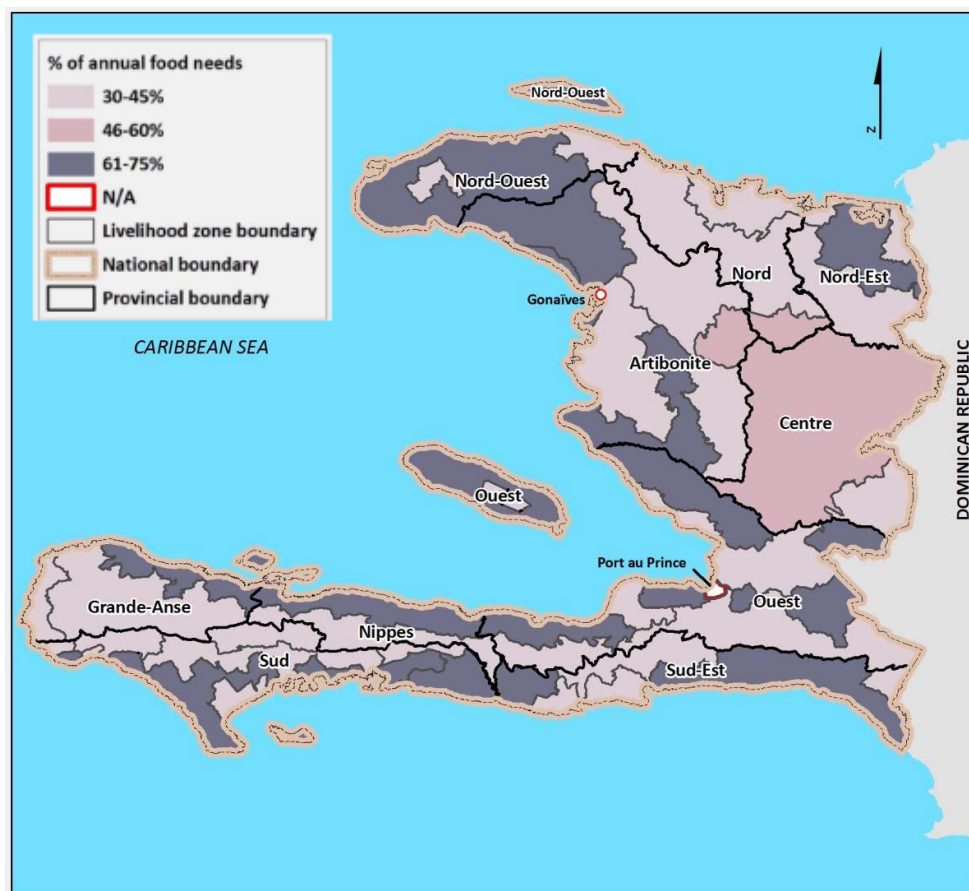 % of annual food needs
30-45%
46-60%
61-75%
N/A
Livelihood zone boundary
National boundary
Provincial boundary
CARIBBEAN SEA
Nord-Ouest
N
Nord-Ouest
Nord
Nord-Est
Gonaïves
Artibonite
Centre
DOMINICAN REPUBLIC
Ouest
Port au Prince
Ouest
Grande-Anse
Nippes
Sud
Sud-Est